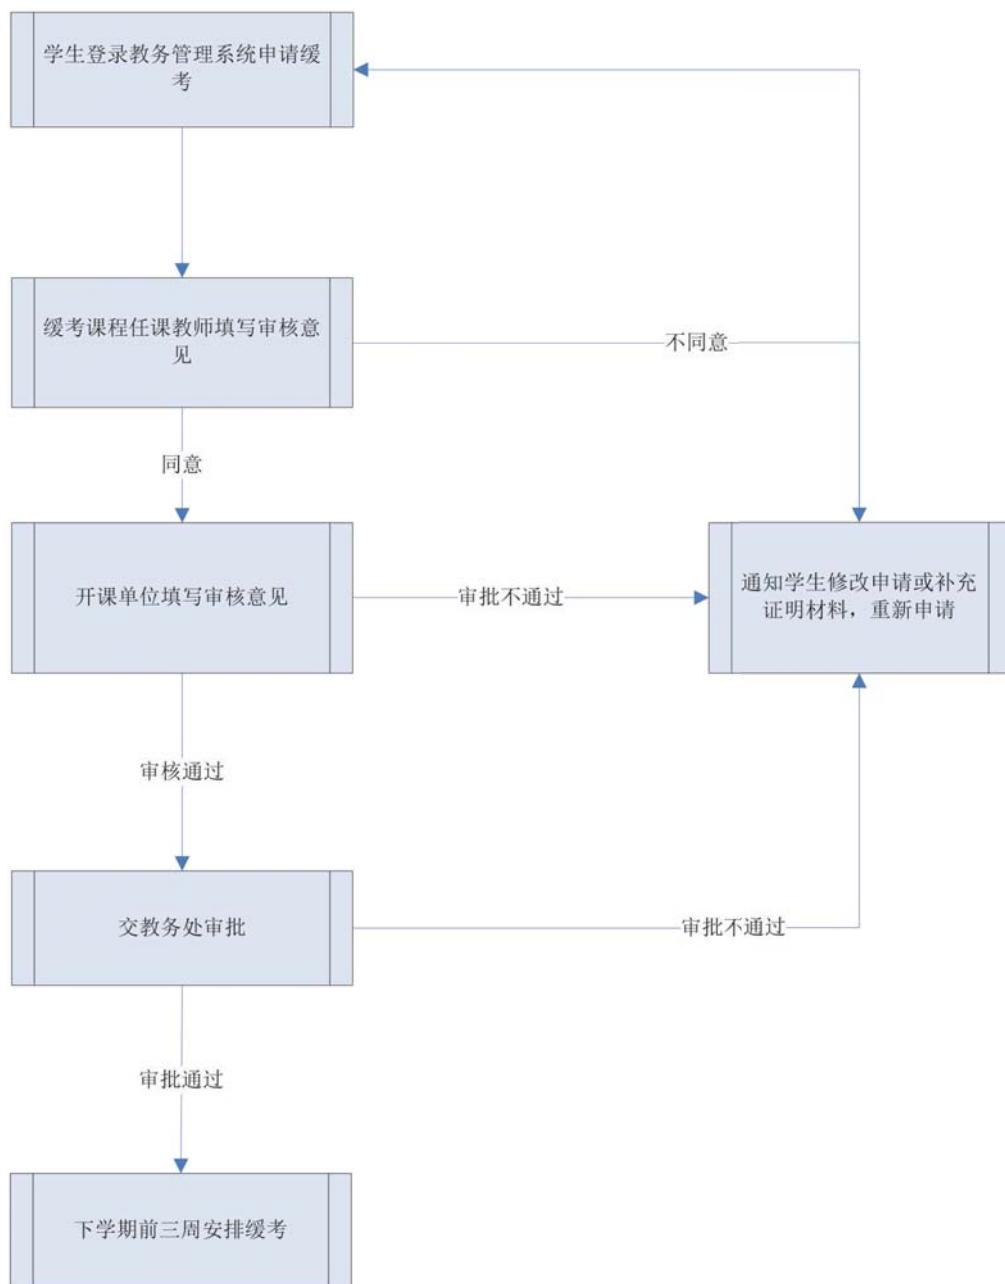 学生登录教务管理系统申请缓
考
缓考课程任课教师填写审核意
见
不同意
同意
开课单位填写审核意见
审批不通过
通知学生修改申请或补充
证明材料，重新申请
审核通过
交教务处审批
审批不通过
审批通过
下学期前三周安排缓考